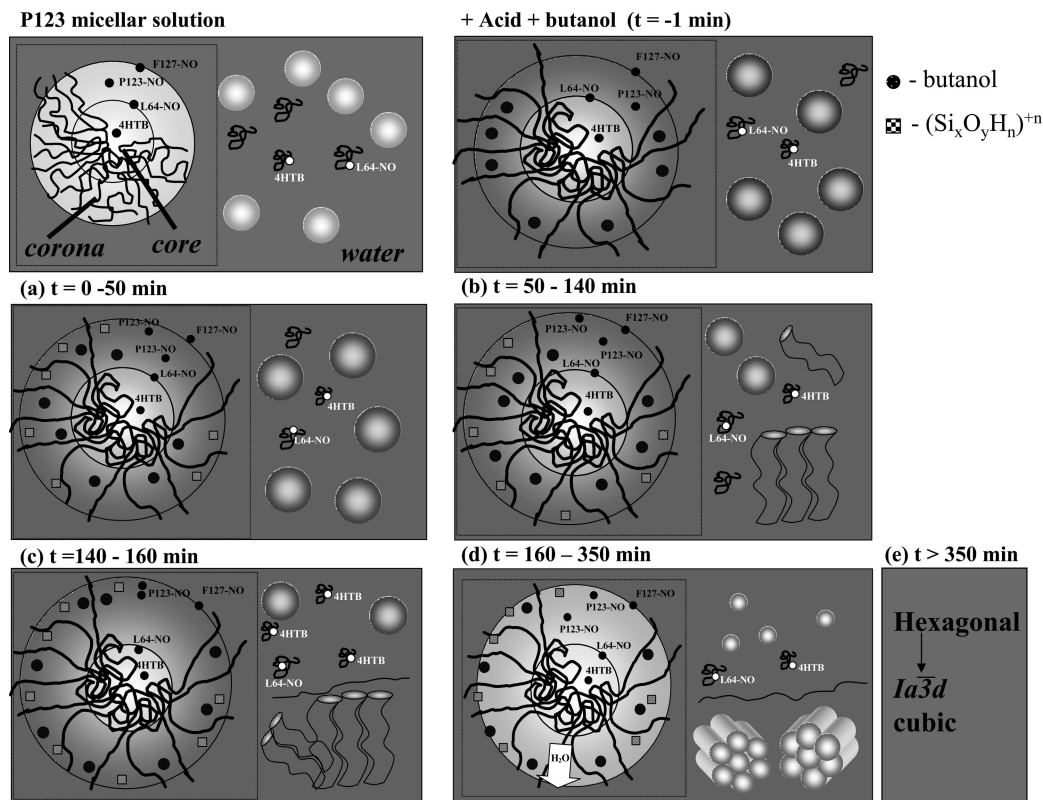 P123 micellar solution
F127-NO
P123-NO
L64-NO
4HTB
4HTB
L64-NO
corona
core
water
+ Acid + butanol (t = -1 min)
F127-NO
L64-NO
P123-NO
4HTB
L64-NO
4HTB
- butanol
- (SixOyHn)+n
(a) t = 0 -50 min
P123-NO
F127-NO
P123-NO
L64-NO
4HTB
4HTB
L64-NO
(b) t = 50 - 140 min
P123-NO
F127-NO
P123-NO
L64-NO
4HTB
4HTB
L64-NO
(c) t =140 - 160 min
P123-NO
F127-NO
L64-NO
4HTB
4HTB
4HTB
4HTB
L64-NO
(d) t = 160 – 350 min
P123-NO
F127-NO
P123-NO
L64-NO
4HTB
H2O
L64-NO
4HTB
(e) t > 350 min
Hexagonal
Ia3̅d
cubic